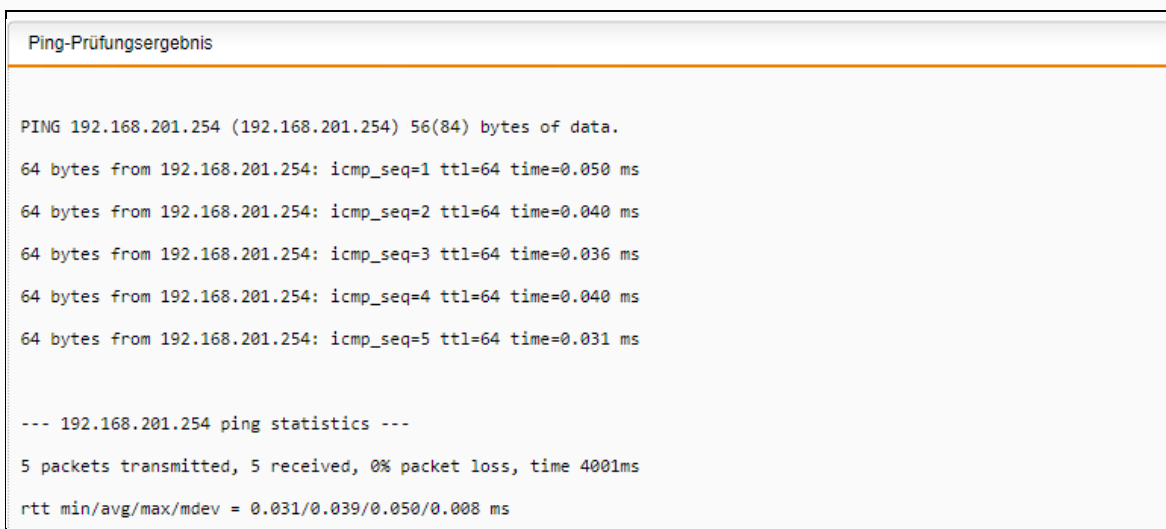 Ping-Prüfungsergebnis
PING 192.168.201.254 (192.168.201.254) 56(84) bytes of data.
64 bytes from 192.168.201.254: icmp_seq=1 ttl=64 time=0.050 ms
64 bytes from 192.168.201.254: icmp_seq=2 ttl=64 time=0.040 ms
64 bytes from 192.168.201.254: icmp_seq=3 ttl=64 time=0.036 ms
64 bytes from 192.168.201.254: icmp_seq=4 ttl=64 time=0.040 ms
64 bytes from 192.168.201.254: icmp_seq=5 ttl=64 time=0.031 ms
--- 192.168.201.254 ping statistics ---
5 packets transmitted, 5 received, 0% packet loss, time 4001ms
rtt min/avg/max/mdev = 0.031/0.039/0.050/0.008 ms